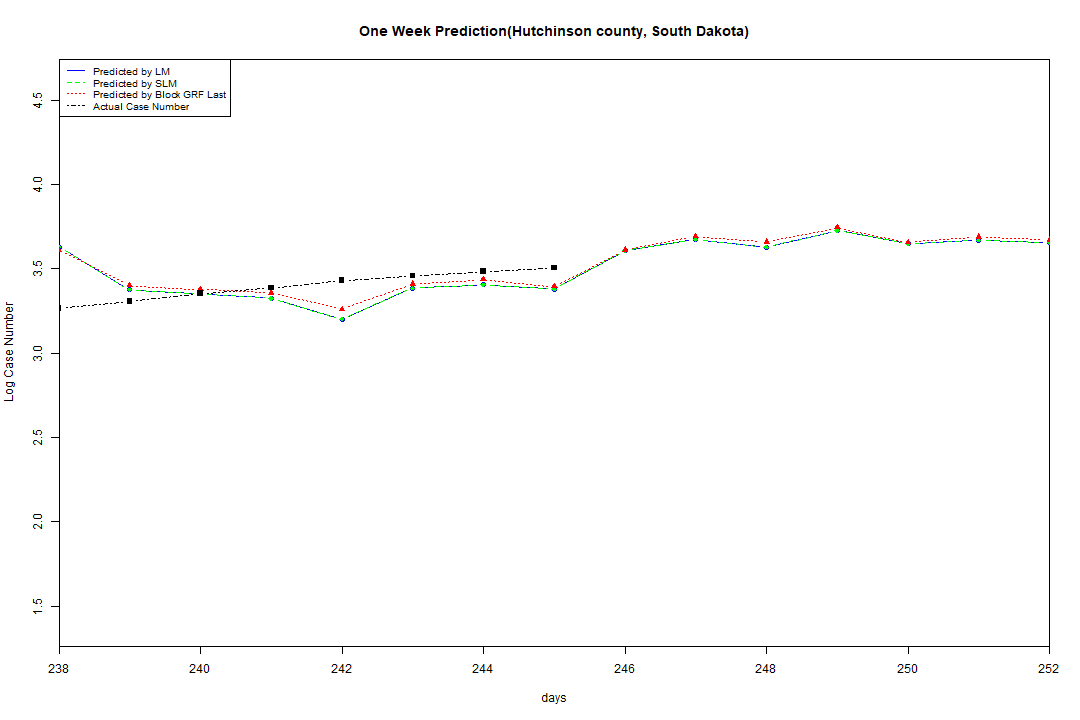 One Week Prediction(Hutchinson county, South Dakota)
Predicted by LM
Predicted by SLM
Predicted by Block GRF Last
Actual Case Number
Log Case Number
4.5
4.0
3.5
3.0
2.5
2.0
1.5
238 240 242 244 246 248 250 252
days